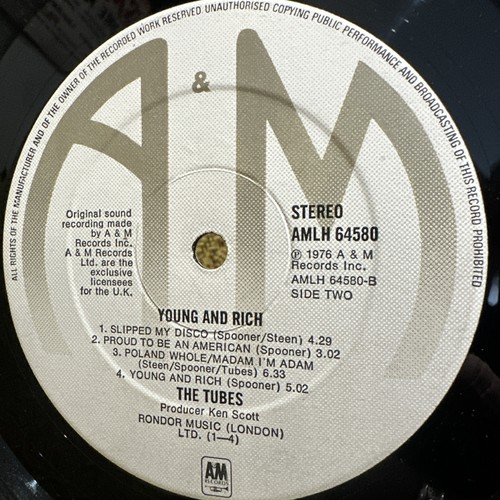 ALL RIGHTS OF THE MANUFACTURER AND OF THE OWNER OF THE RECORDED WORK RESERVED. UNAUTHORISED COPYING PUBLIC PERFORMANCE AND BROADCASTING OF THIS RECORD PROHIBITED
A & M
Original sound
recording made
by A & M
Records Inc.
A & M Records
Ltd. are the
exclusive
licensees
for the U.K.
STEREO
AMLH 64580
℗ 1976 A & M
Records Inc.
AMLH 64580-B
SIDE TWO
YOUNG AND RICH
1. SLIPPED MY DISCO (Spooner/Steen) 4.29
2. PROUD TO BE AN AMERICAN (Spooner) 3.02
3. POLAND WHOLE/MADAM I'M ADAM
(Steen/Spooner/Tubes) 6.33
4. YOUNG AND RICH (Spooner) 5.02
THE TUBES
Producer Ken Scott
RONDOR MUSIC (LONDON)
LTD. (1—4)
A&M
RECORDS